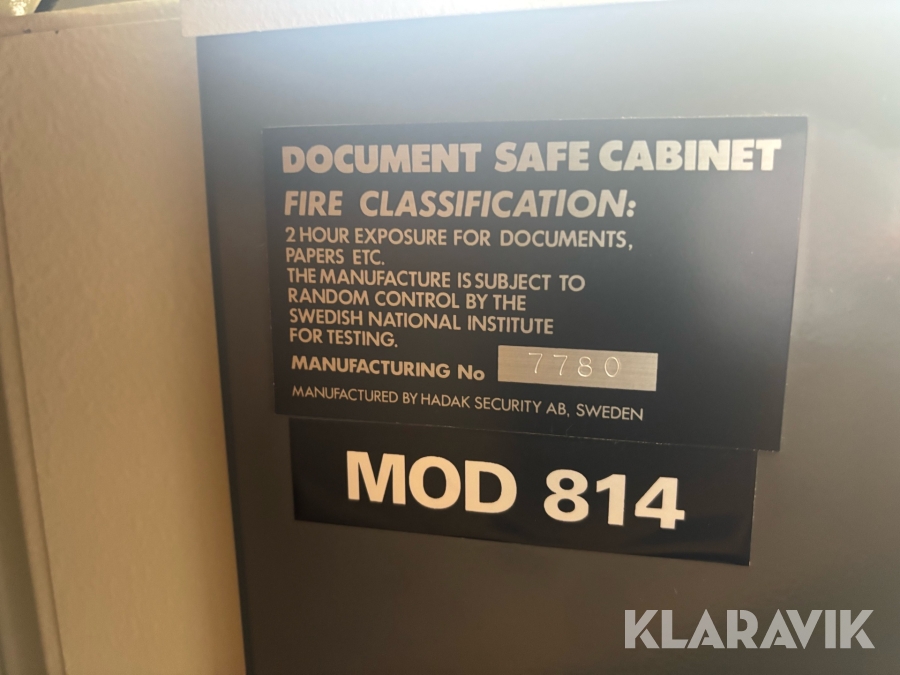 DOCUMENT SAFE CABINET
FIRE CLASSIFICATION:
2 HOUR EXPOSURE FOR DOCUMENTS,
PAPERS ETC.
THE MANUFACTURE IS SUBJECT TO
RANDOM CONTROL BY THE
SWEDISH NATIONAL INSTITUTE
FOR TESTING.
MANUFACTURING No 7780
MANUFACTURED BY HADAK SECURITY AB, SWEDEN
MOD 814
KLARAVIK